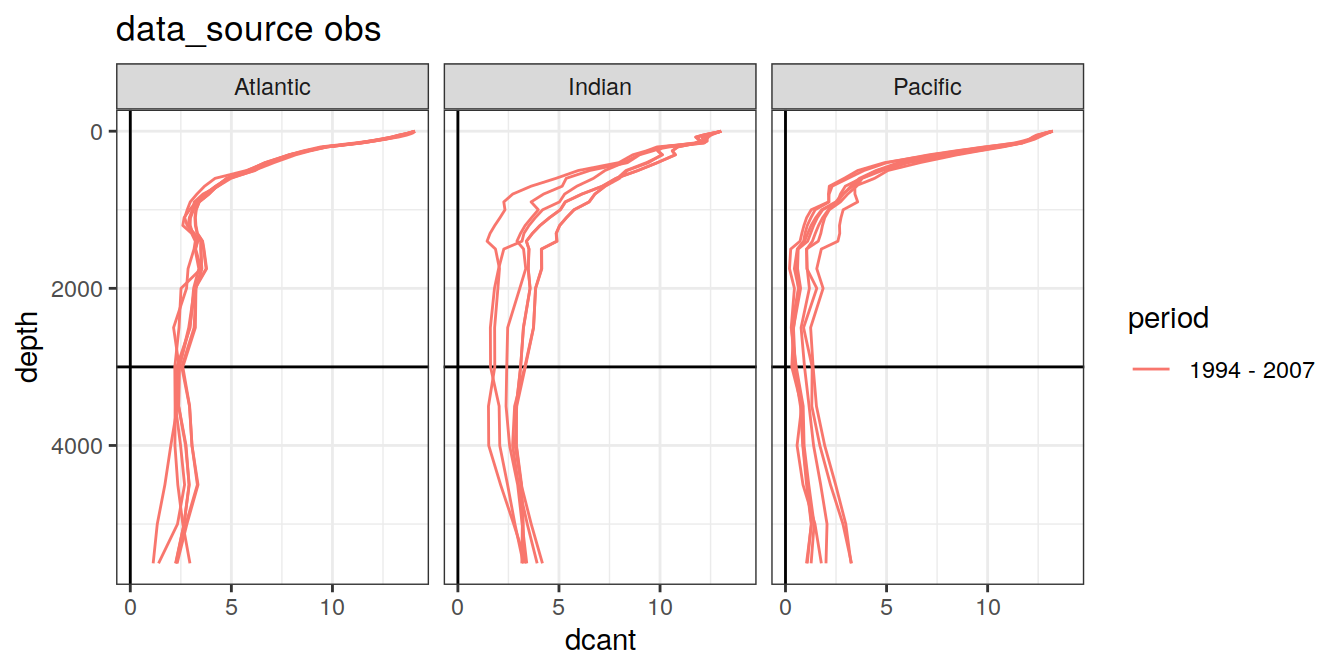 data_source obs
Atlantic Indian Pacific
0
2000
4000
depth
0 5 10 0 5 10 0 5 10
dcant
period
1994 - 2007